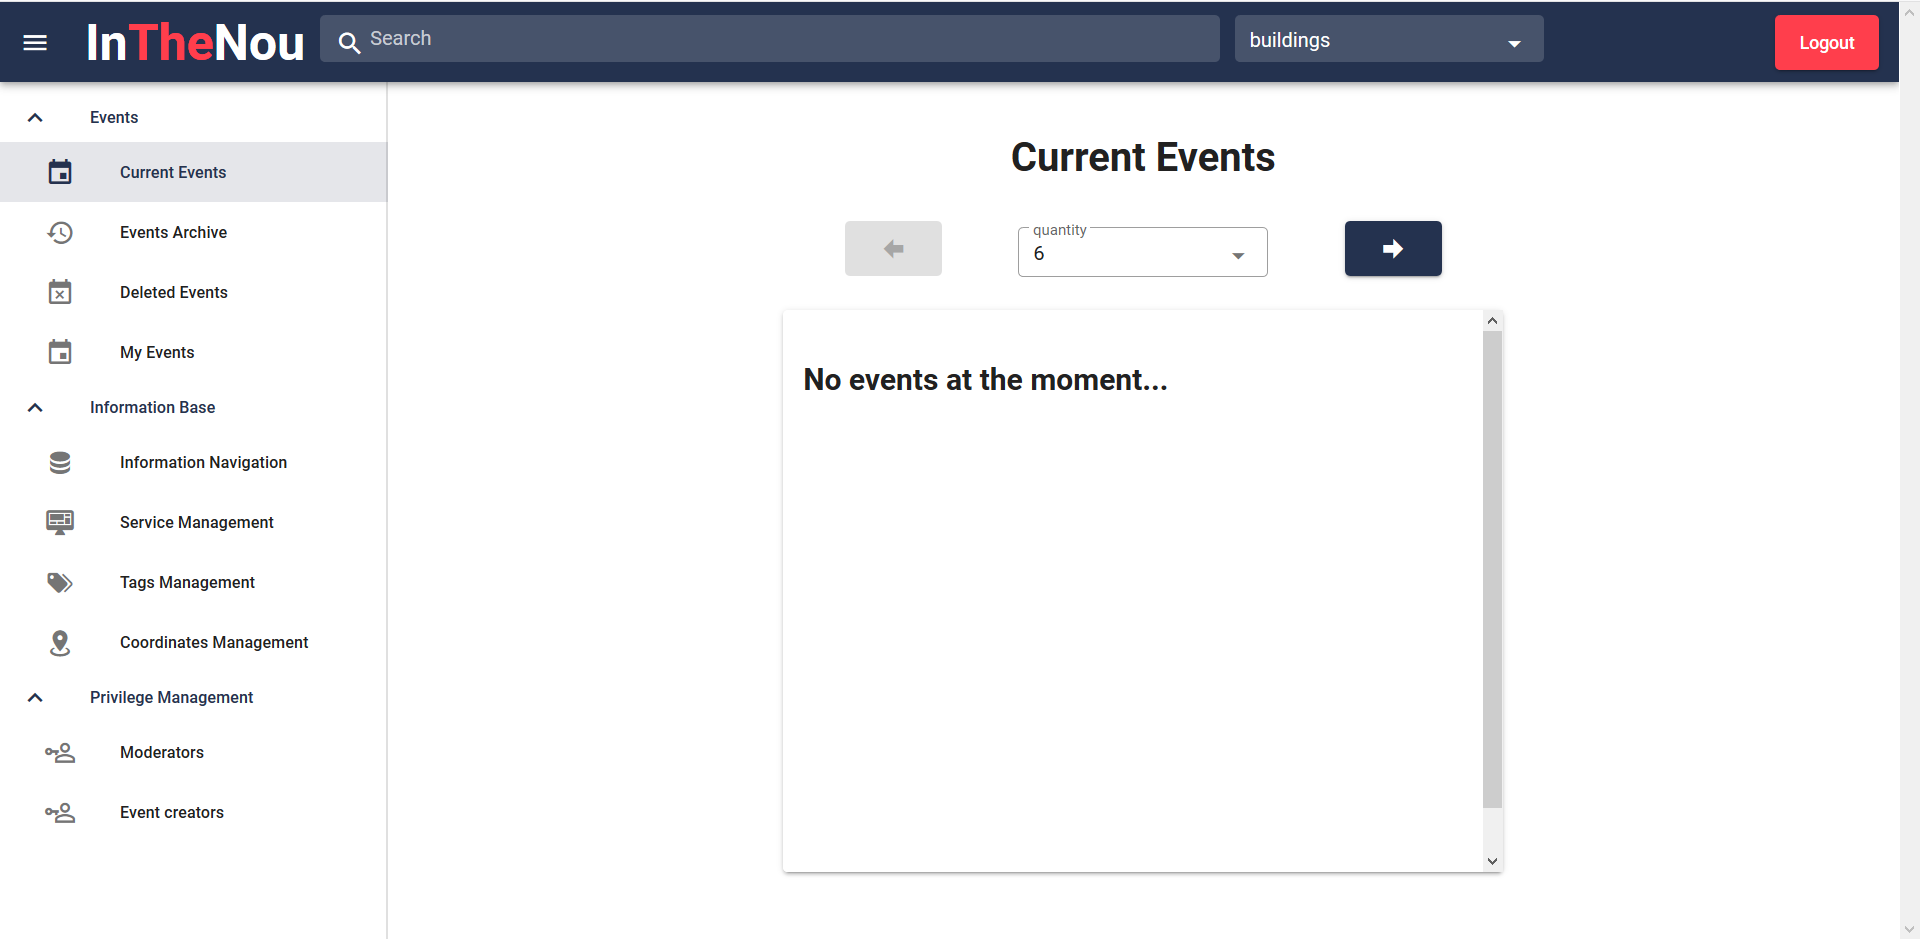 InTheNou
Search
buildings
Logout
Events
Current Events
Events Archive
Deleted Events
My Events
Information Base
Information Navigation
Service Management
Tags Management
Coordinates Management
Privilege Management
Moderators
Event creators
Current Events
quantity
6
No events at the moment...